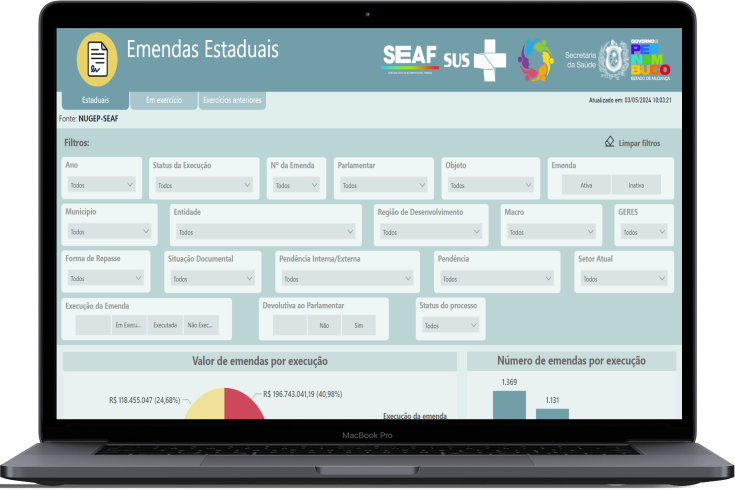 Emendas Estaduais
SEAF
SUS
Secretaria
da Saúde
GOVERNO DE
PER
NAM
BUCO
ESTADO DE MUDANÇA
Estaduais
Em exercício
Exercícios anteriores
Atualizado em: 03/05/2024 10:03:21
Fonte: NUGEP-SEAF
Filtros:
Limpar filtros
Ano
Status da Execução
Nº da Emenda
Parlamentar
Objeto
Emenda
Todos
Todos
Todos
Todos
Todos
Ativa
Inativa
Município
Entidade
Região de Desenvolvimento
Macro
GERES
Todos
Todos
Todos
Todos
Todos
Forma de Repasse
Situação Documental
Pendência Interna/Externa
Pendência
Setor Atual
Todos
Todos
Todos
Todos
Todos
Execução da Emenda
Devolutiva ao Parlamentar
Status do processo
Em Execu...
Executada
Não Exec...
Não
Sim
Todos
Valor de emendas por execução
Número de emendas por execução
R$ 118.455.047 (24,68%)
R$ 196.743.041,19 (40,98%)
Execução da emenda
1.369
1.131
MacBook Pro